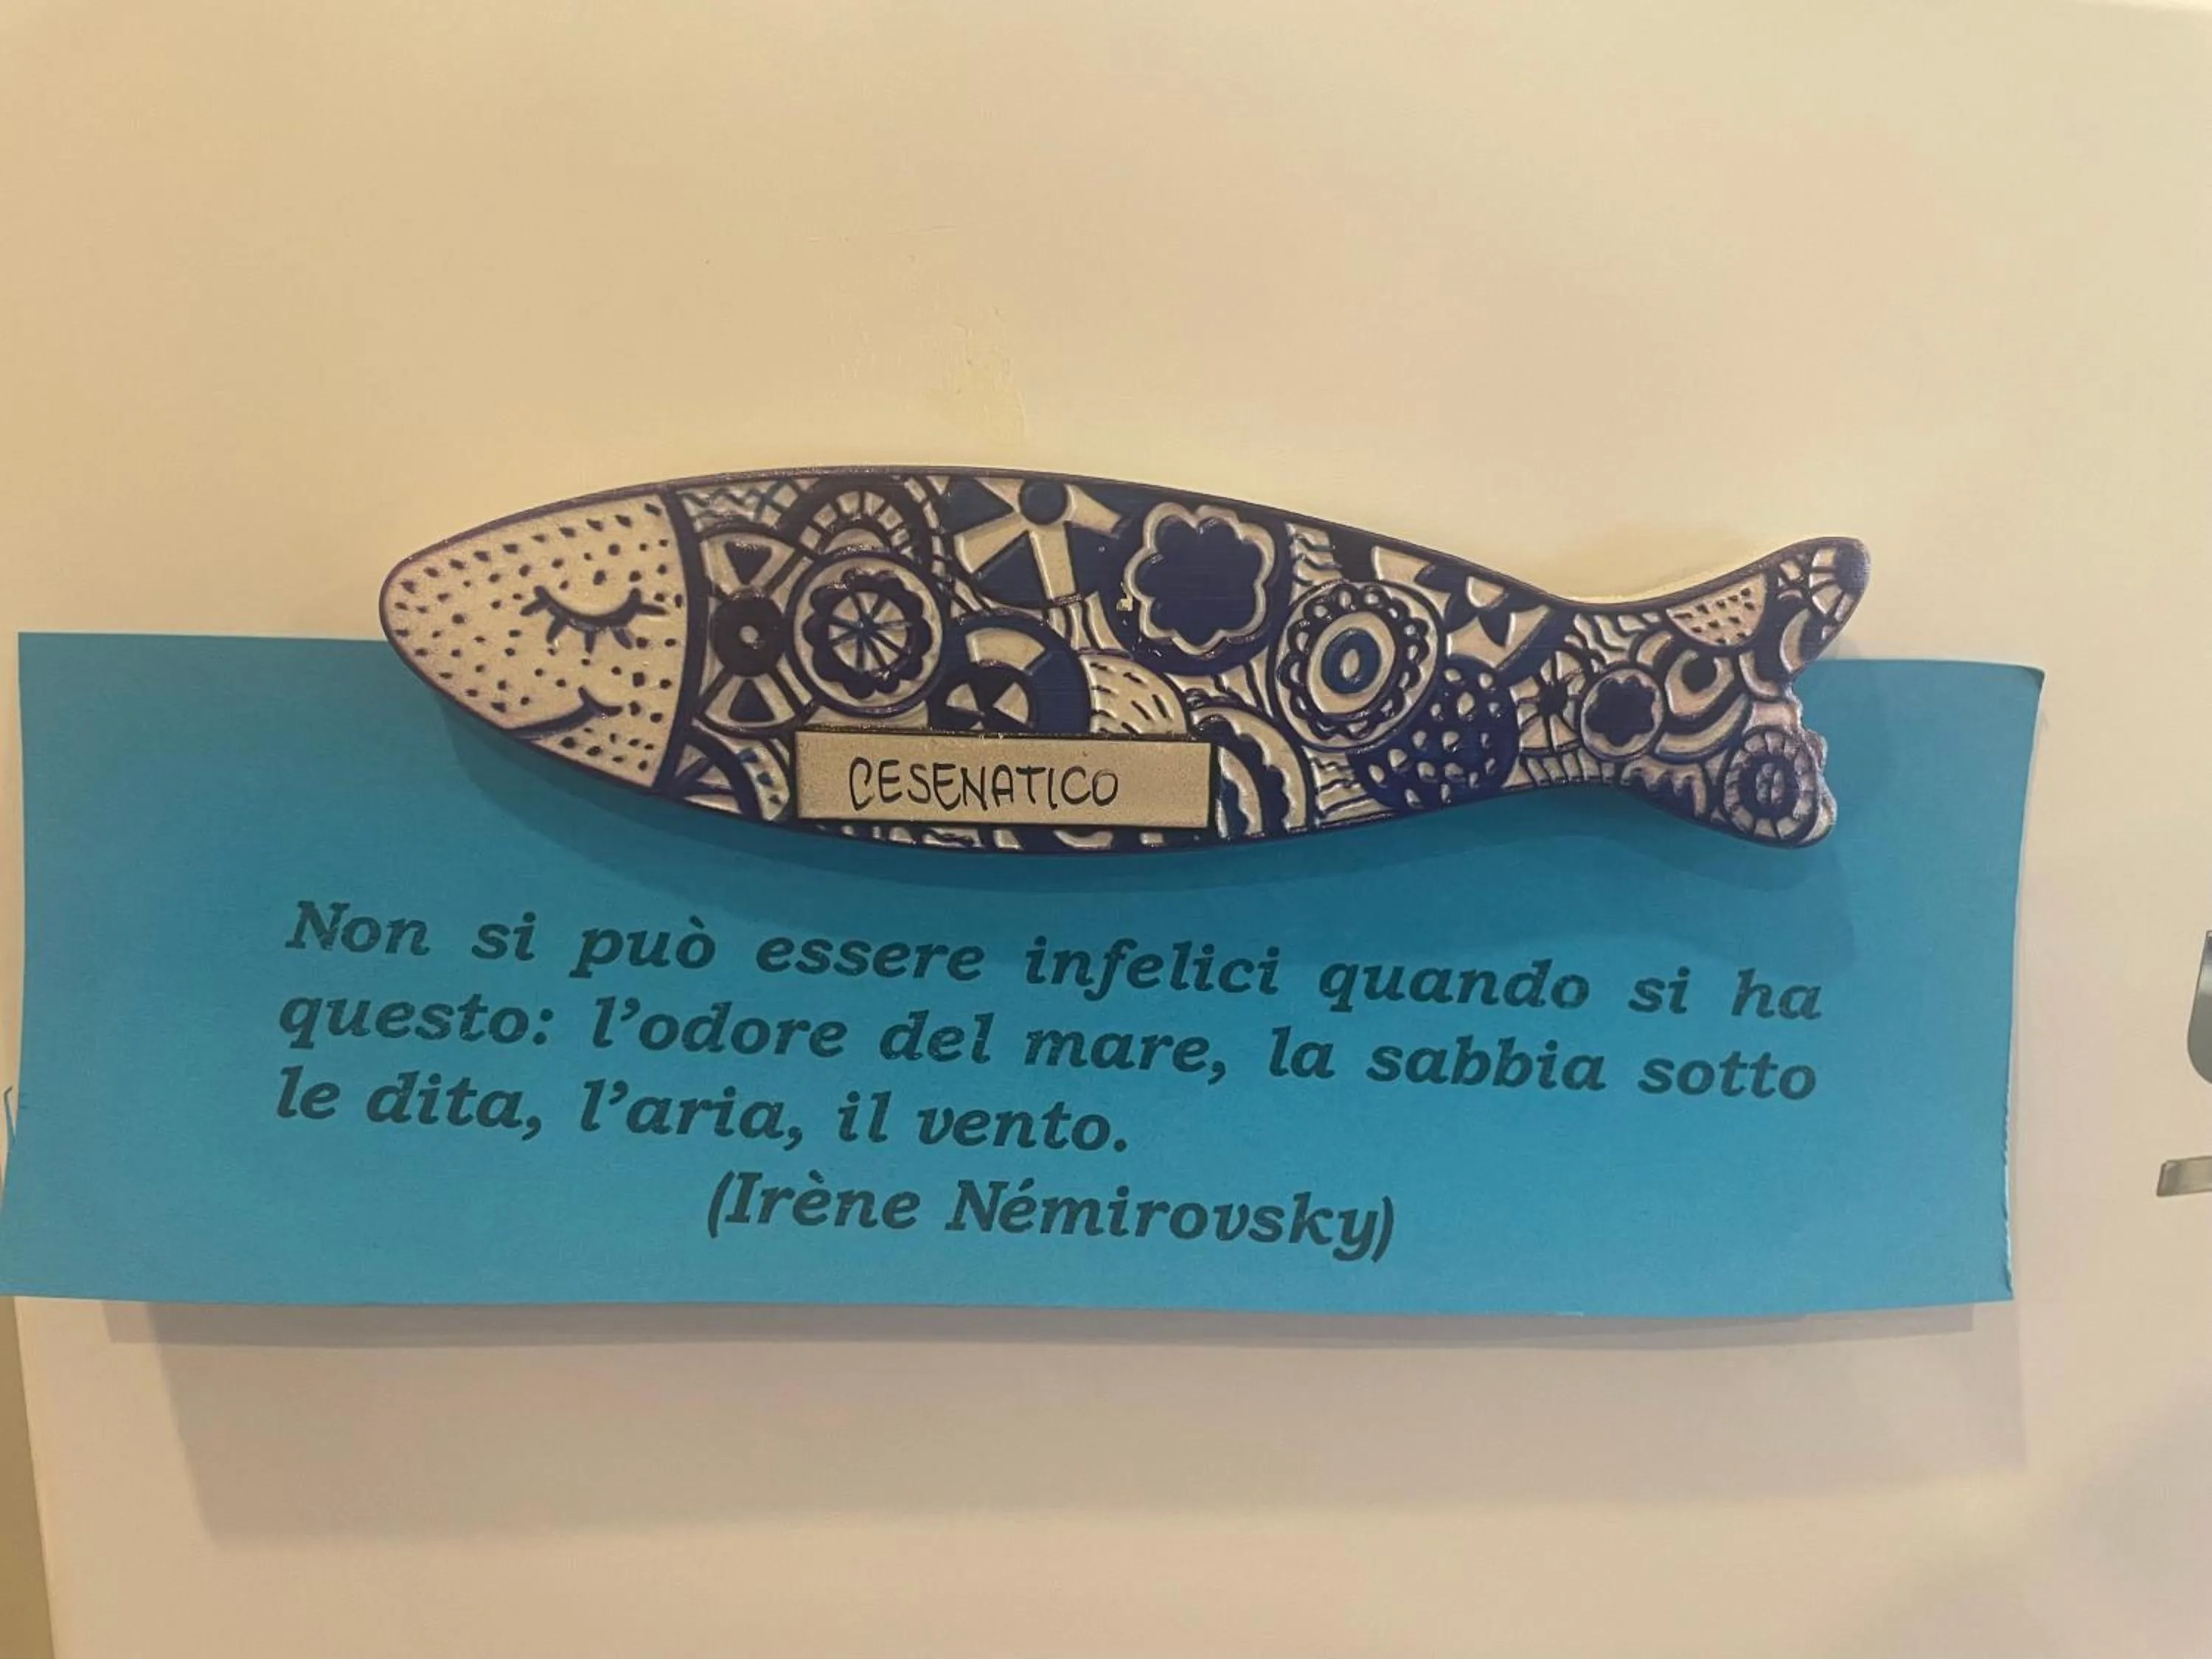 CESENATICO
Non si può essere infelici quando si ha
questo: l'odore del mare, la sabbia sotto
le dita, l'aria, il vento.
(Irène Némirovsky)